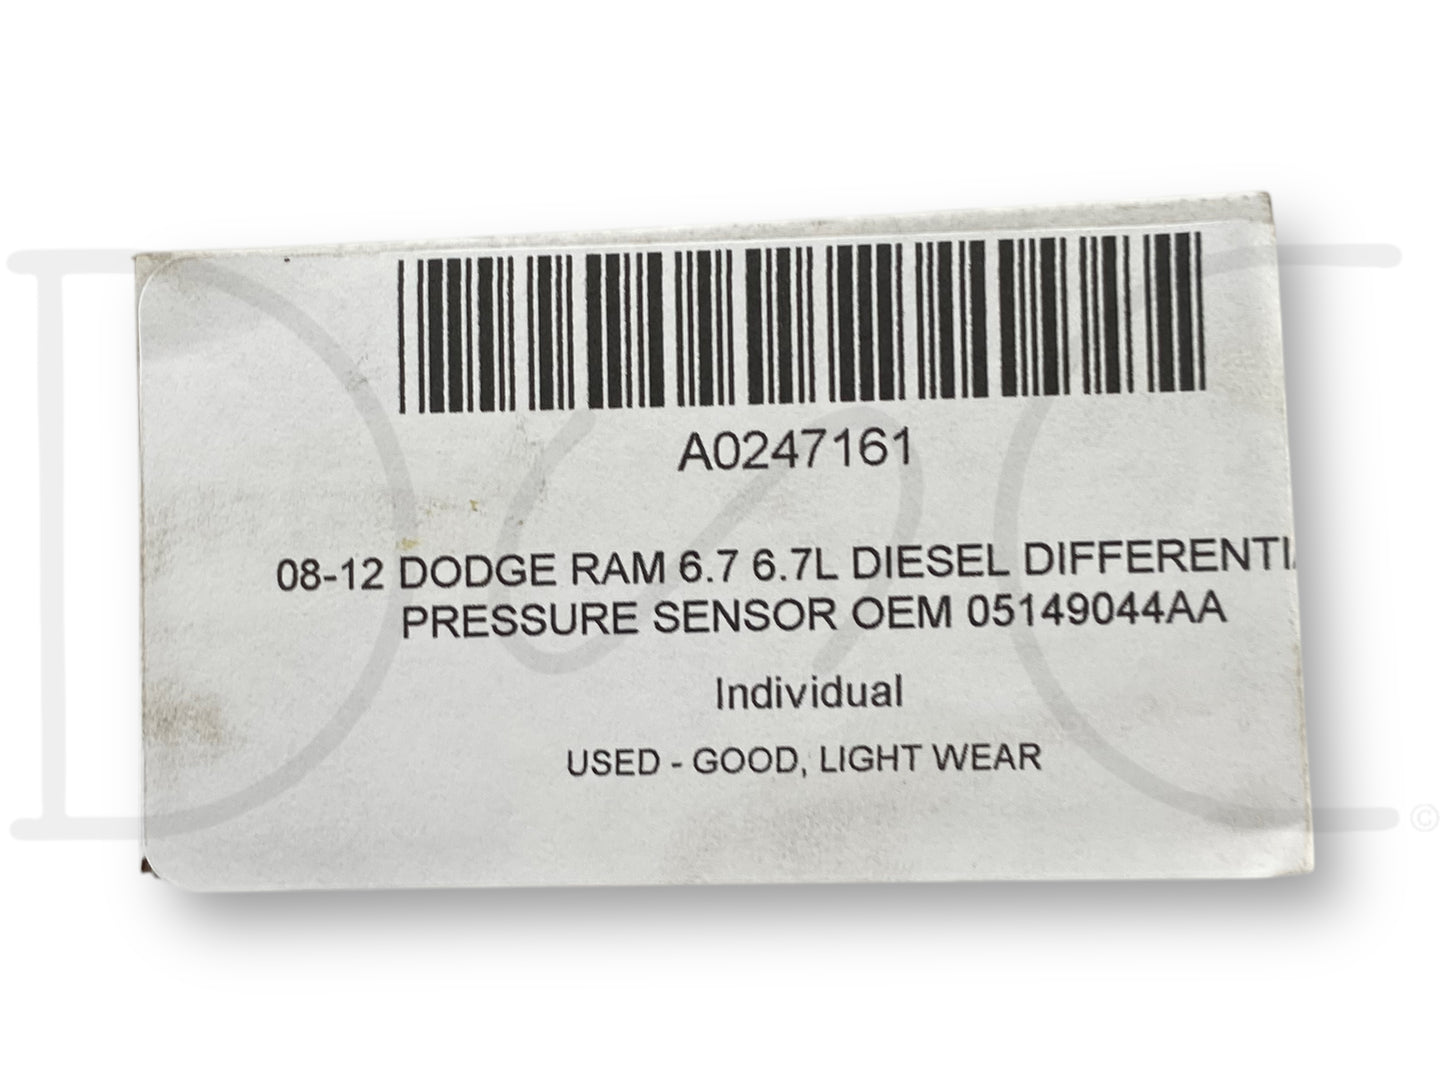 A0247161
08-12 DODGE RAM 6.7 6.7L DIESEL DIFFERENTI
PRESSURE SENSOR OEM 05149044AA
Individual
USED - GOOD, LIGHT WEAR
©